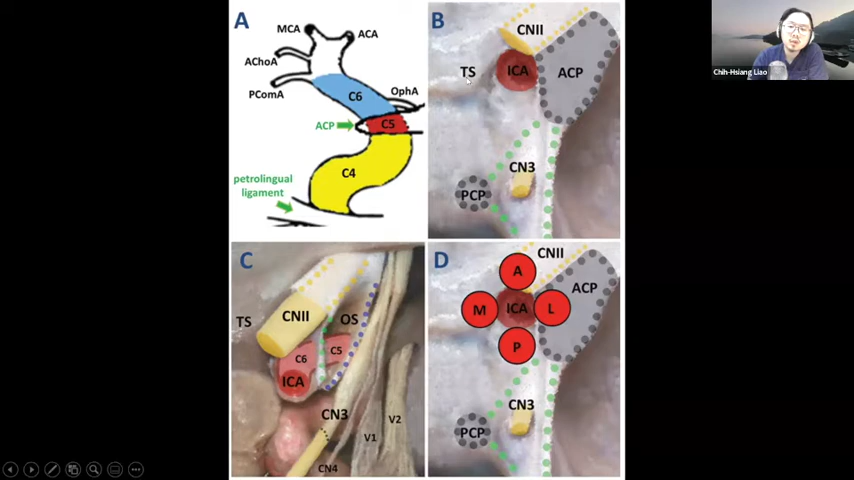 A
MCA
ACA
AChoA
PComA
C6
OphA
ACP
C5
C4
petrolingual
ligament
B
CNII
TS
ICA
ACP
CN3
PCP
C
TS
CNII
OS
C6
C5
ICA
CN3
V1
V2
CN4
D
CNII
A
ACP
M
ICA
L
P
CN3
PCP
Chih-Hsiang Liao